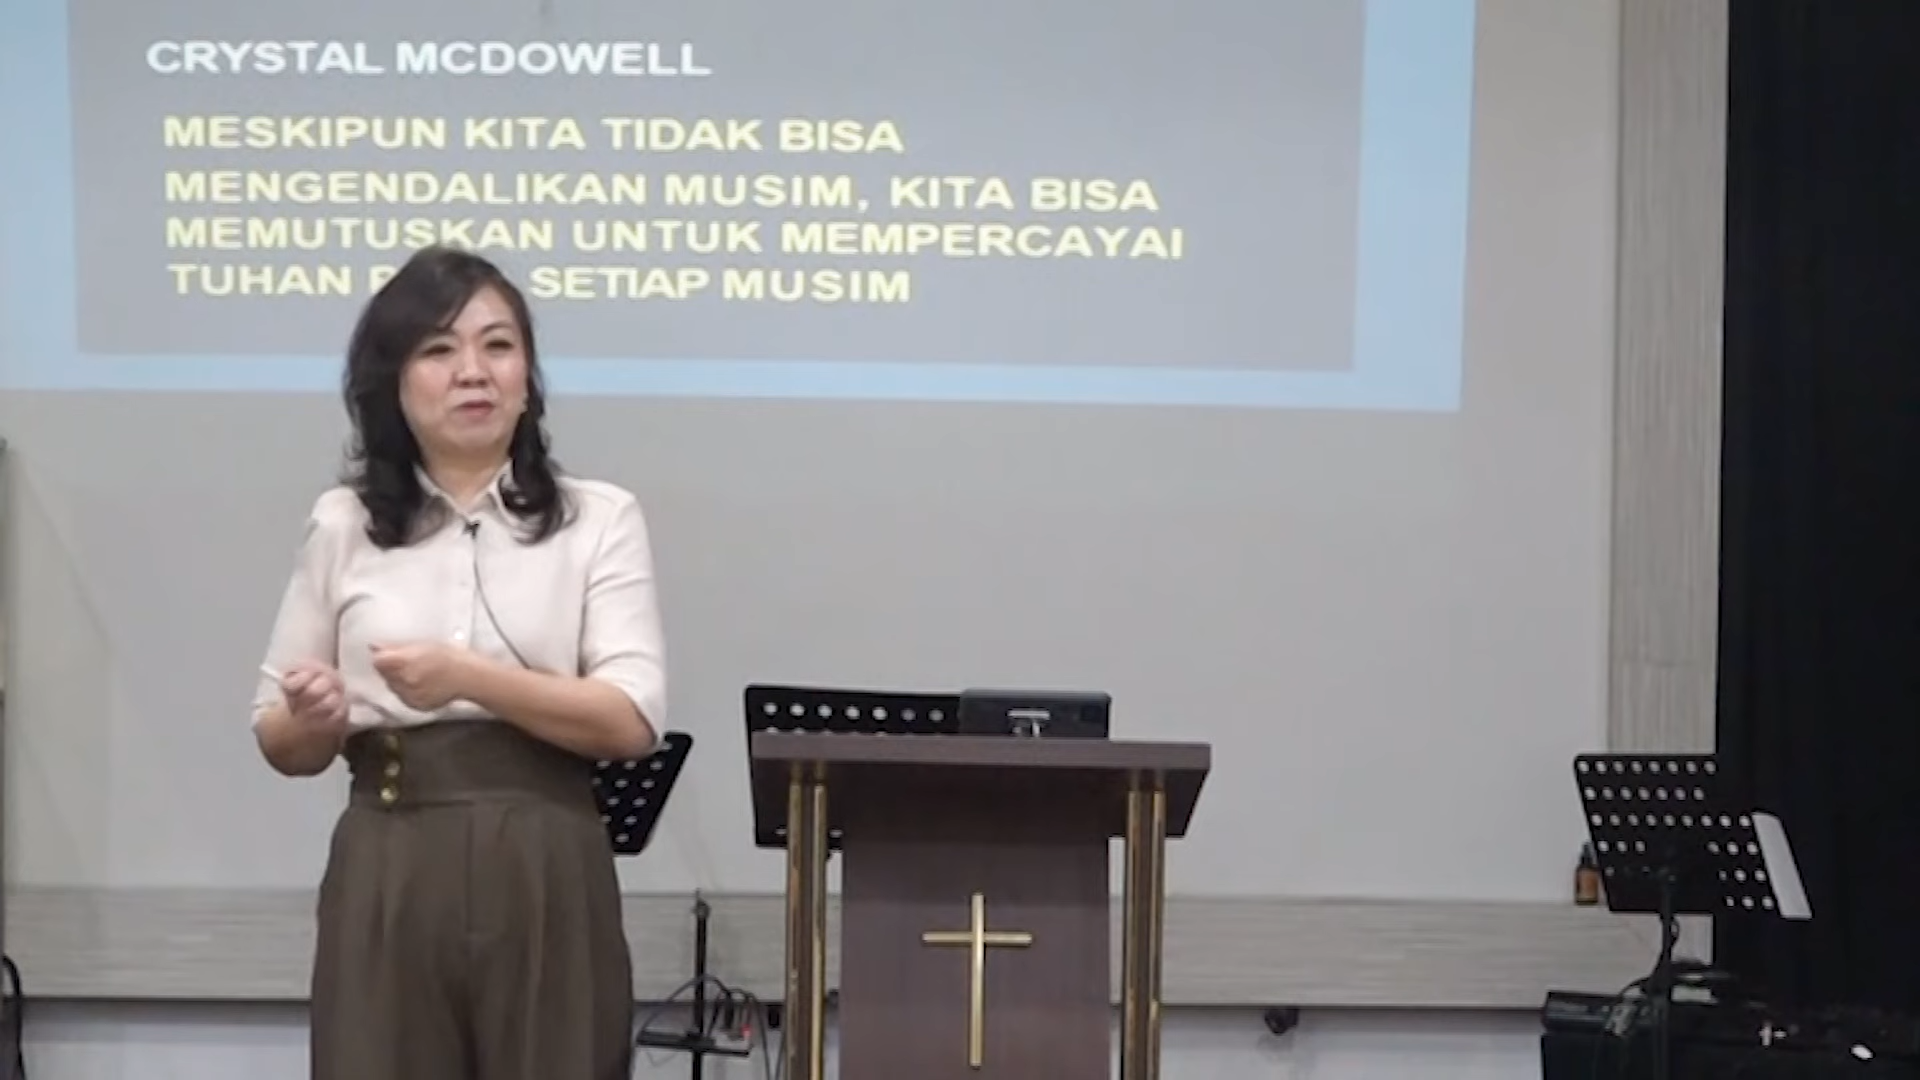 CRYSTAL MCDOWELL
MESKIPUN KITA TIDAK BISA
MENGENDALIKAN MUSIM, KITA BISA
MEMUTUSKAN UNTUK MEMPERCAYAI
TUHAN SETIAP MUSIM